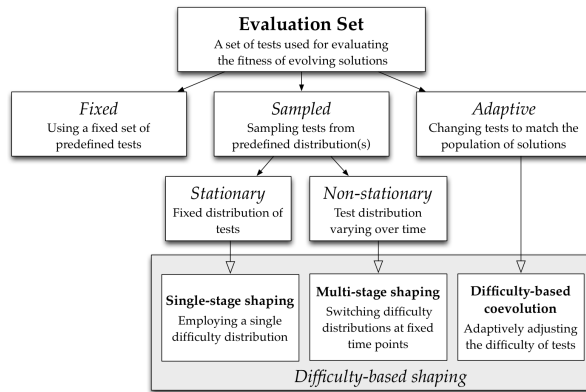 Evaluation Set
A set of tests used for evaluating
the fitness of evolving solutions
Fixed
Using a fixed set of
predefined tests
Sampled
Sampling tests from
predefined distribution(s)
Adaptive
Changing tests to match the
population of solutions
Stationary
Fixed distribution of
tests
Non-stationary
Test distribution
varying over time
Single-stage shaping
Employing a single
difficulty distribution
Multi-stage shaping
Switching difficulty
distributions at fixed
time points
Difficulty-based
coevolution
Adaptively adjusting
the difficulty of tests
Difficulty-based shaping